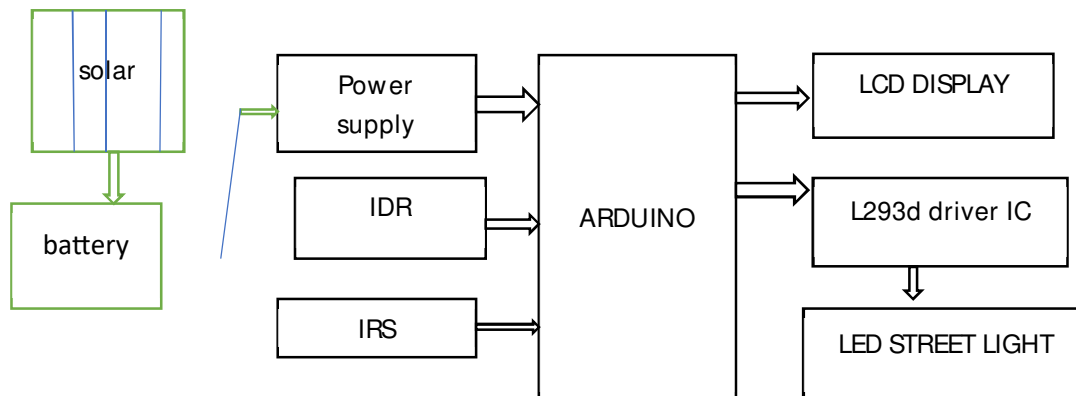 solar
battery
Power
supply
IDR
IRS
ARDUINO
LCD DISPLAY
L293d driver IC
LED STREET LIGHT